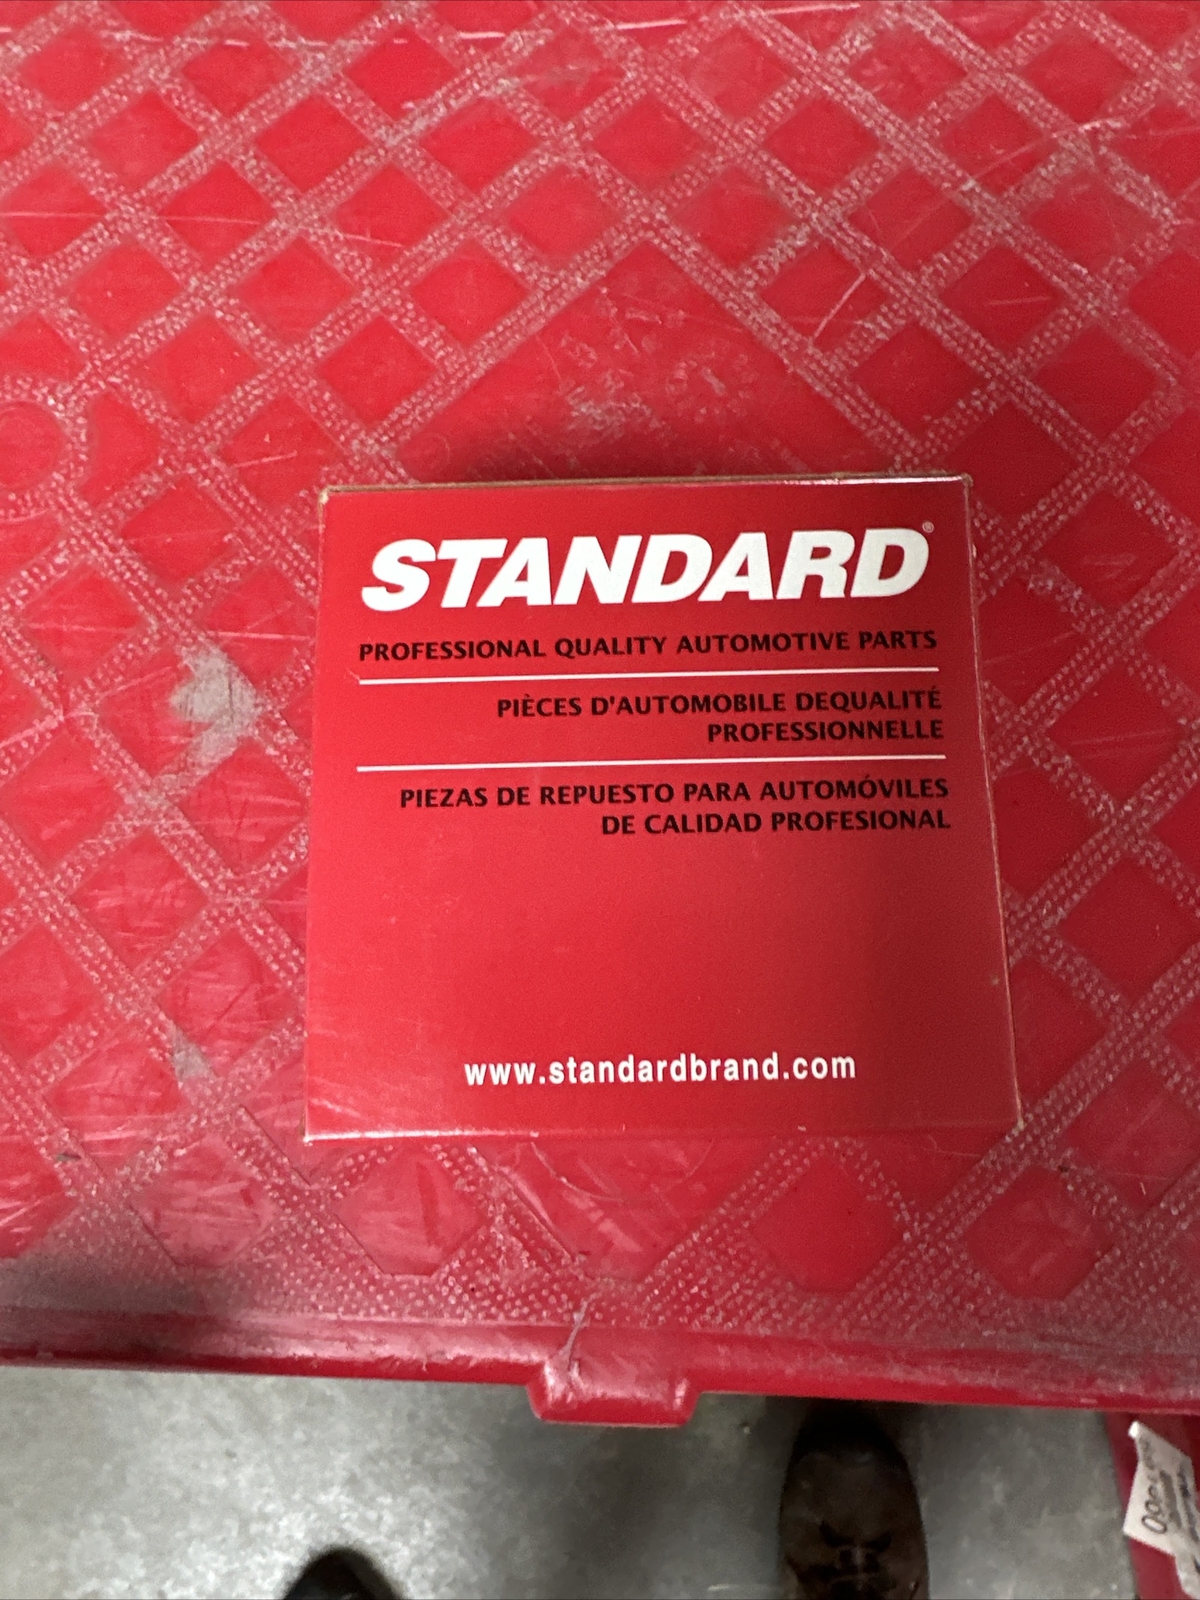 STANDARD®
PROFESSIONAL QUALITY AUTOMOTIVE PARTS
PIÈCES D'AUTOMOBILE DEQUALITÉ
PROFESSIONNELLE
PIEZAS DE REPUESTO PARA AUTOMÓVILES
DE CALIDAD PROFESIONAL
www.standardbrand.com